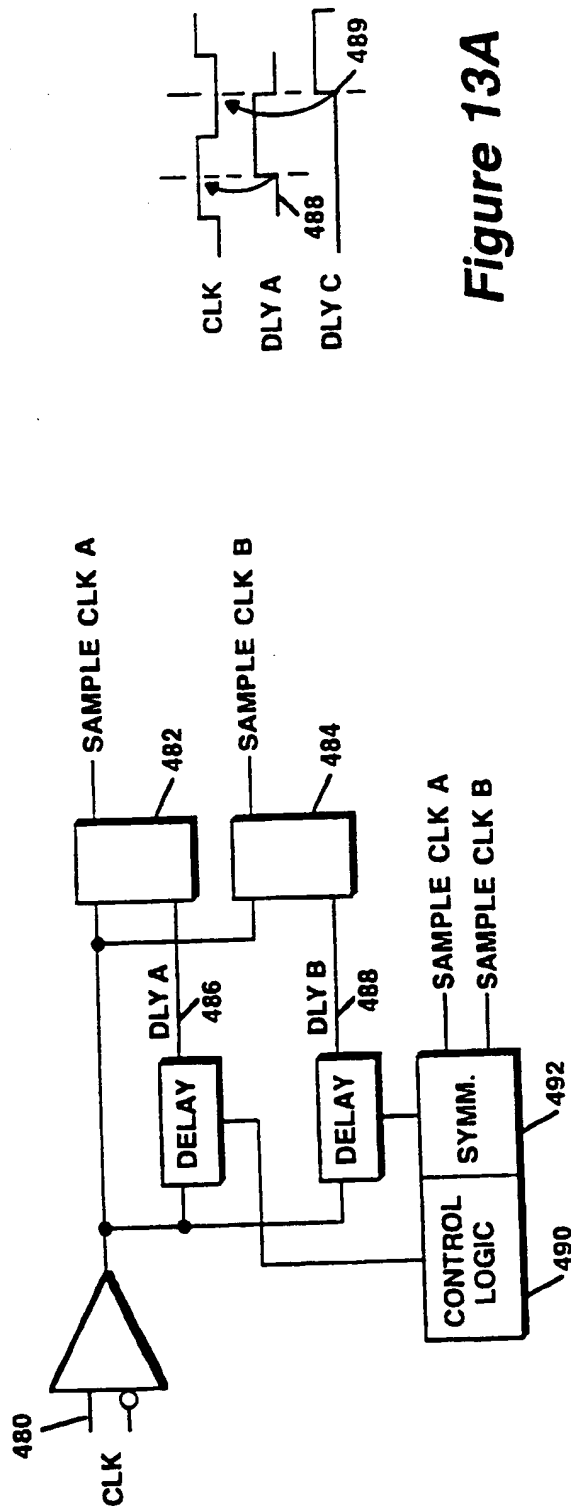 480
CLK
DELAY
DLY A
486
482
SAMPLE CLK A
DELAY
DLY B
488
484
SAMPLE CLK B
CONTROL
LOGIC
490
SYMM.
492
SAMPLE CLK A
SAMPLE CLK B
CLK
DLY A
488
489
DLY C
Figure 13A